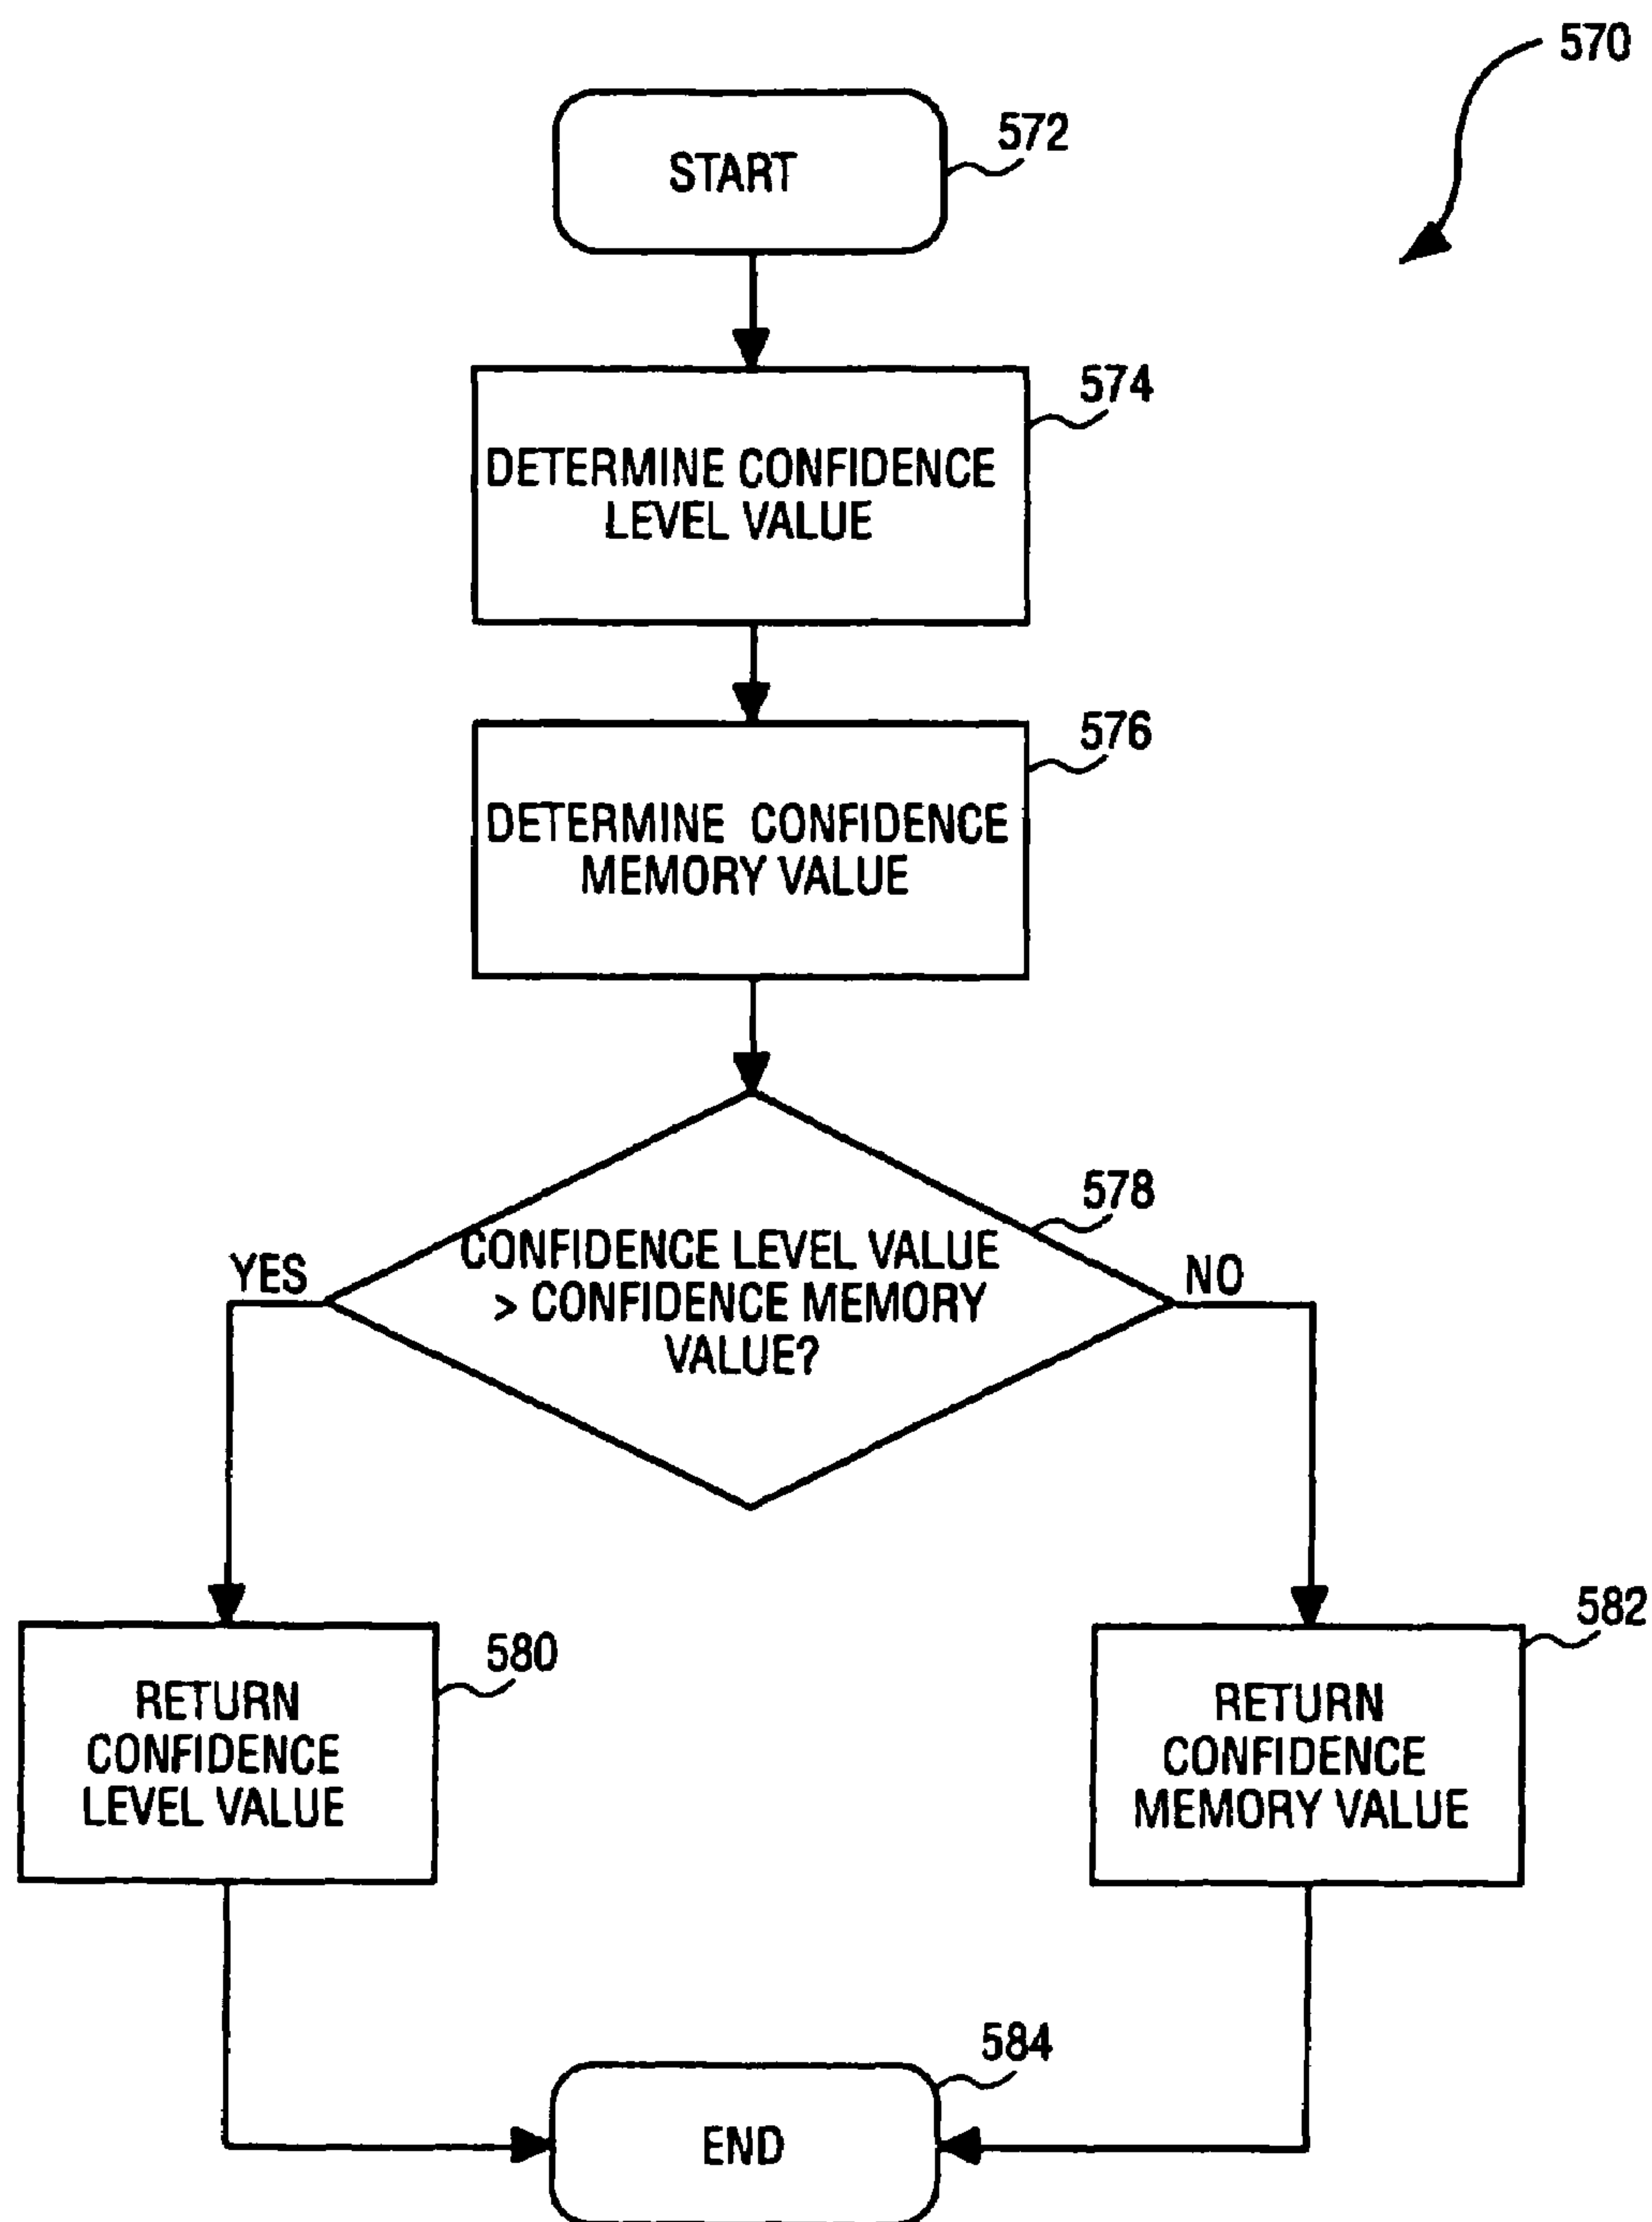 570
572
START
574
DETERMINE CONFIDENCE
LEVEL VALUE
576
DETERMINE CONFIDENCE
MEMORY VALUE
578
CONFIDENCE LEVEL VALUE
> CONFIDENCE MEMORY
VALUE?
YES
NO
580
RETURN
CONFIDENCE
LEVEL VALUE
582
RETURN
CONFIDENCE
MEMORY VALUE
584
END